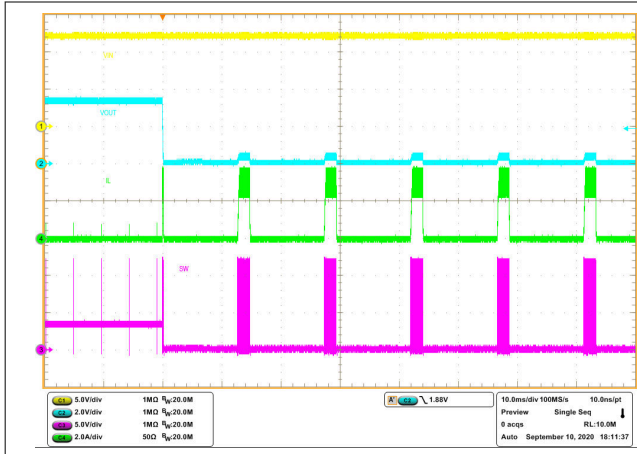 VIN
VOUT
IL
SW
1
2
4
3
C1 5.0V/div 1MΩ BW:20.0M
C2 2.0V/div 1MΩ BW:20.0M
C3 5.0V/div 1MΩ BW:20.0M
C4 2.0A/div 50Ω BW:20.0M
A' C2 1.88V
10.0ms/div 100MS/s 10.0ns/pt
Preview Single Seq
0 acqs RL:10.0M
Auto September 10, 2020 18:11:37